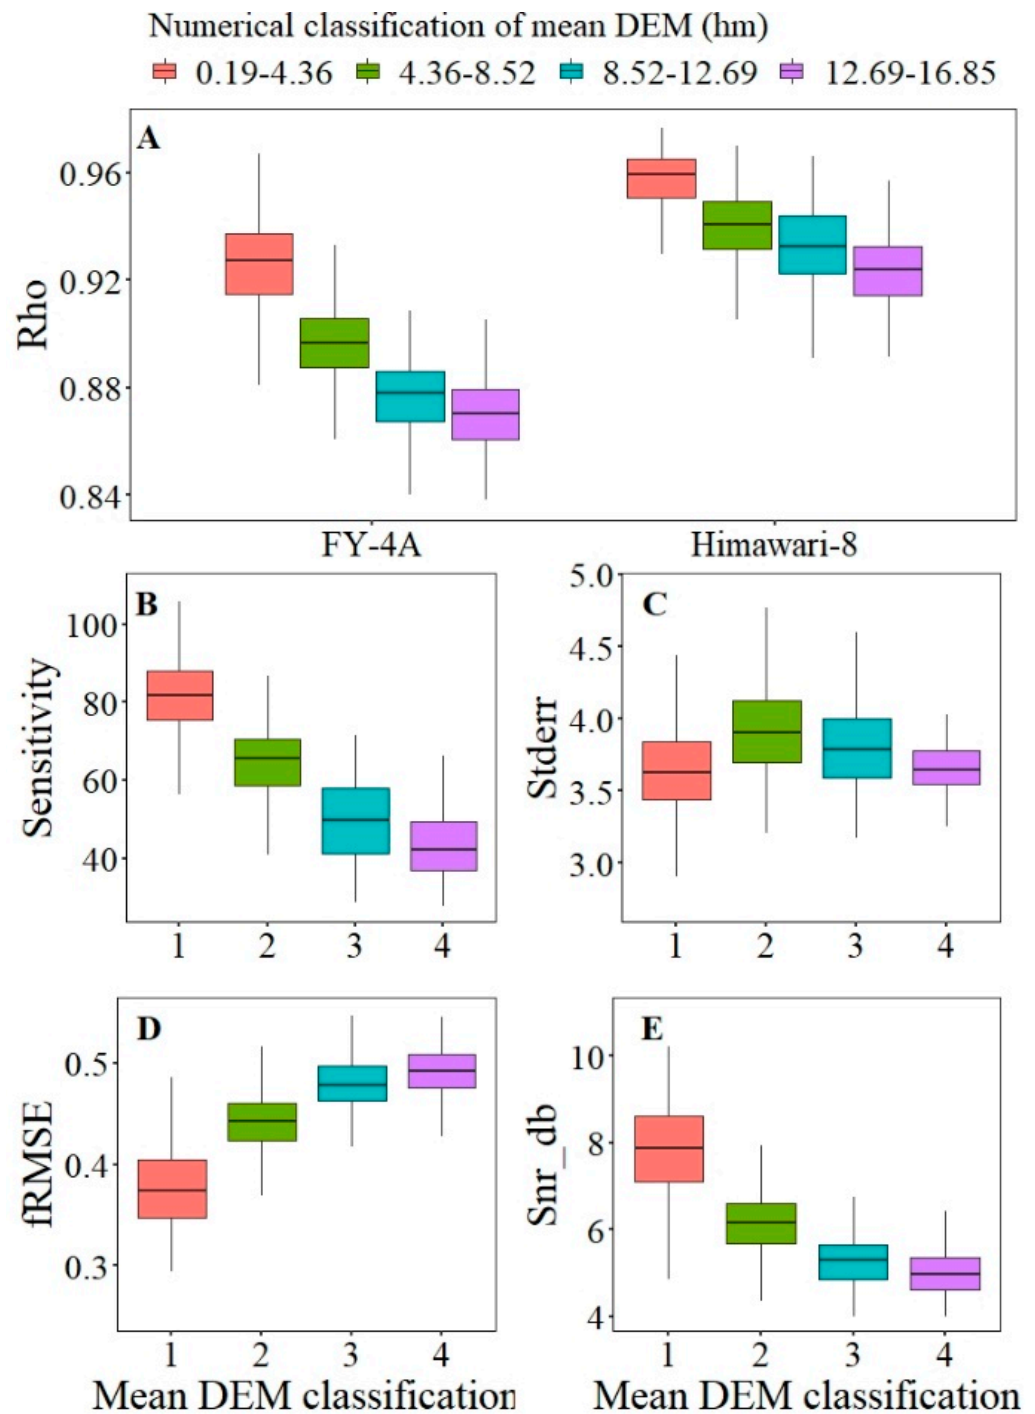 Numerical classification of mean DEM (hm)
0.19-4.36 4.36-8.52 8.52-12.69 12.69-16.85
A
0.96
0.92
0.88
0.84
Rho
FY-4A Himawari-8
B
100
80
60
40
Sensitivity
1 2 3 4
C
5.0
4.5
4.0
3.5
3.0
Stderr
1 2 3 4
D
0.5
0.4
0.3
fRMSE
1 2 3 4
Mean DEM classification
E
10
8
6
4
Snr_db
1 2 3 4
Mean DEM classification